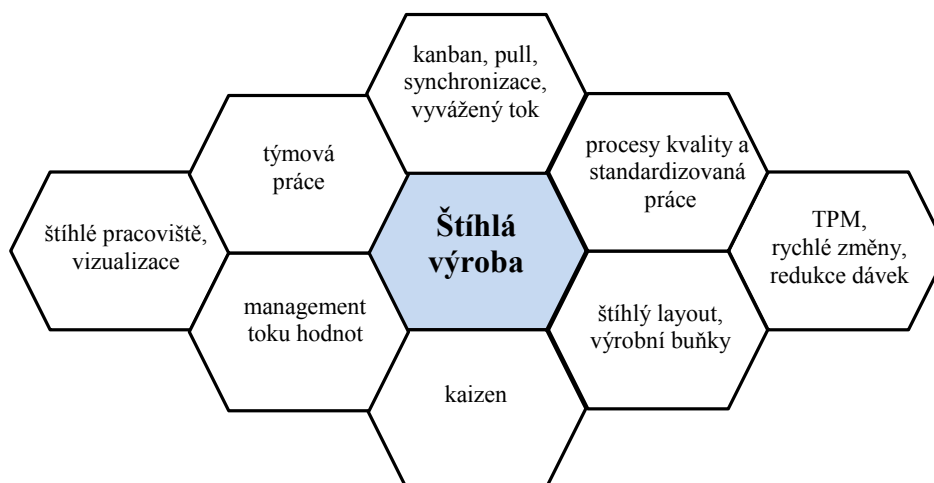 kanban, pull,
synchronizace,
vyvážený tok
týmová
práce
procesy kvality a
standardizovaná
práce
štíhlé pracoviště,
vizualizace
Štíhlá
výroba
TPM,
rychlé změny,
redukce dávek
management
toku hodnot
štíhlý layout,
výrobní buňky
kaizen